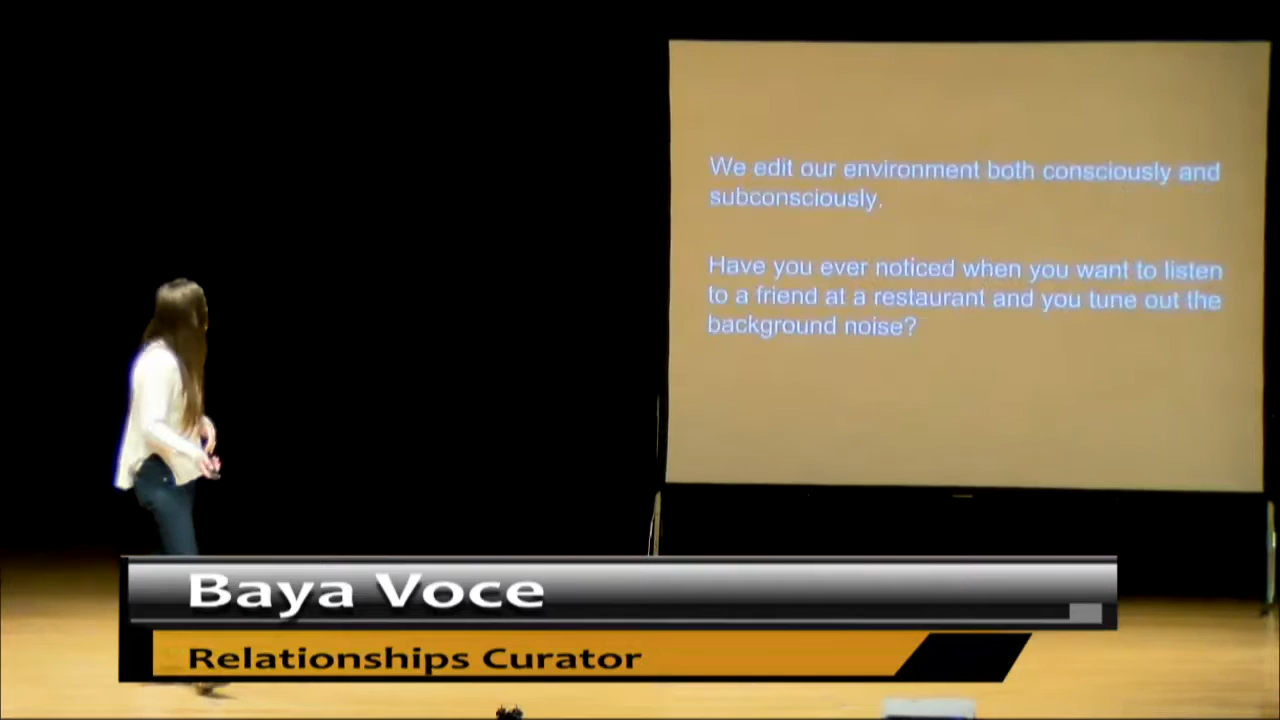 We edit our environment both consciously and
subconsciously.
Have you ever noticed when you want to listen
to a friend at a restaurant and you tune out the
background noise?
Baya Voce
Relationships Curator